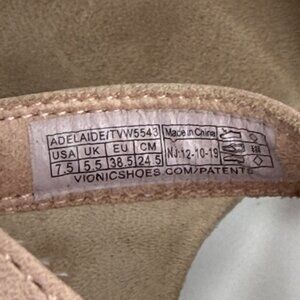 ADELAIDE/TVW5543 Made in China
USA UK EU CM
7.5 5.5 38.5 24.5 NJ:12-10-19
VIONICSHOES.COM/PATENTS